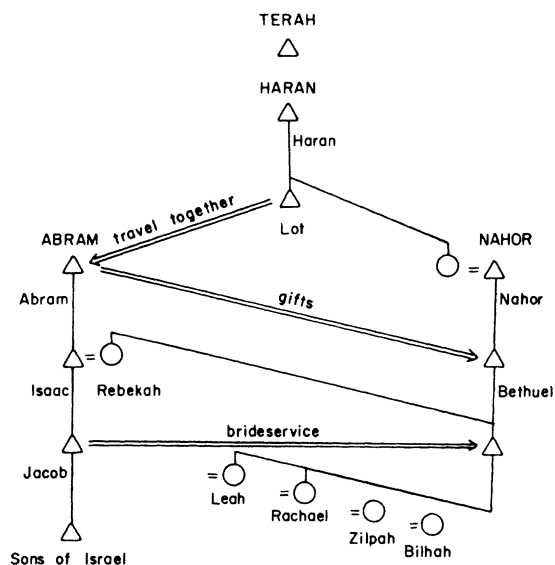 TERAH
HARAN
Haran
travel together
Lot
ABRAM
NAHOR
=
Abram
gifts
Nahor
=
Isaac
Rebekah
Bethuel
brideservice
Jacob
=
Leah
=
Rachael
=
Zilpah
=
Bilhah
Sons of Israel